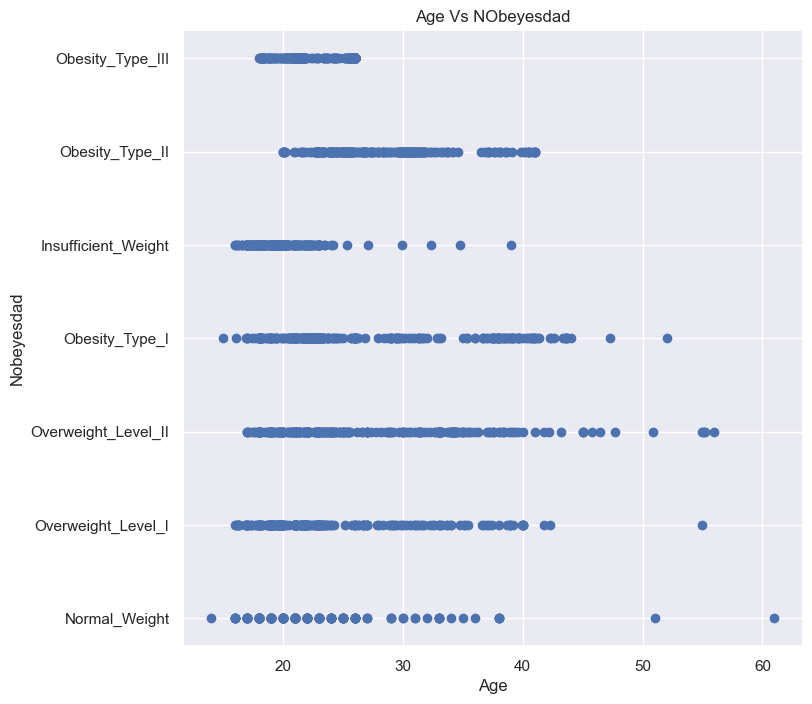 Age Vs NObeyesdad
Obesity_Type_III
Obesity_Type_II
Insufficient_Weight
Obesity_Type_I
Overweight_Level_II
Overweight_Level_I
Normal_Weight
Nobeyesdad
20 30 40 50 60
Age